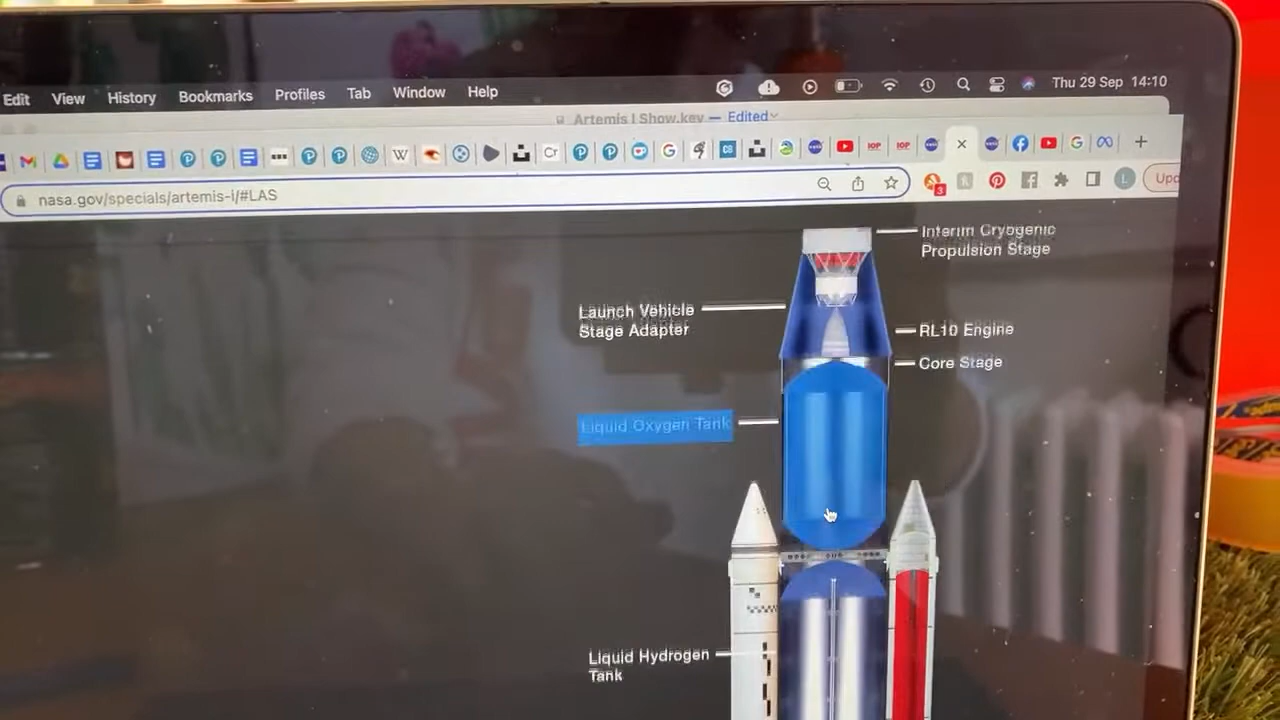 Edit View History Bookmarks Profiles Tab Window Help Thu 29 Sep 14:10
Artemis I Show.key — Edited
nasa.gov/specials/artemis-i/#LAS
Interim Cryogenic
Propulsion Stage
Launch Vehicle
Stage Adapter
RL10 Engine
Core Stage
Liquid Oxygen Tank
Liquid Hydrogen
Tank